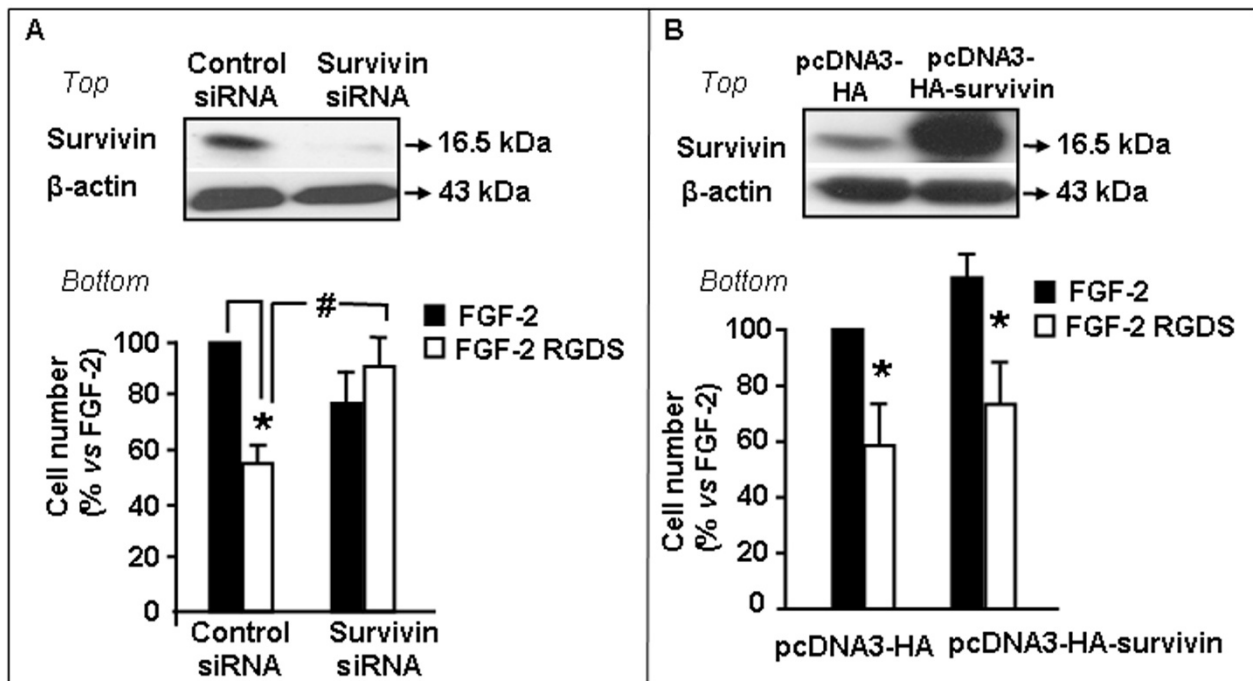 A
Top
Control
siRNA
Survivin
siRNA
Survivin
→ 16.5 kDa
β-actin
→ 43 kDa
Bottom
#
FGF-2
FGF-2 RGDS
*
Cell number
(% vs FGF-2)
100
80
60
40
20
0
Control
siRNA
Survivin
siRNA
B
Top
pcDNA3-
HA
pcDNA3-
HA-survivin
Survivin
→ 16.5 kDa
β-actin
→ 43 kDa
Bottom
FGF-2
FGF-2 RGDS
*
*
Cell number
(% vs FGF-2)
100
80
60
40
20
0
pcDNA3-HA
pcDNA3-HA-survivin